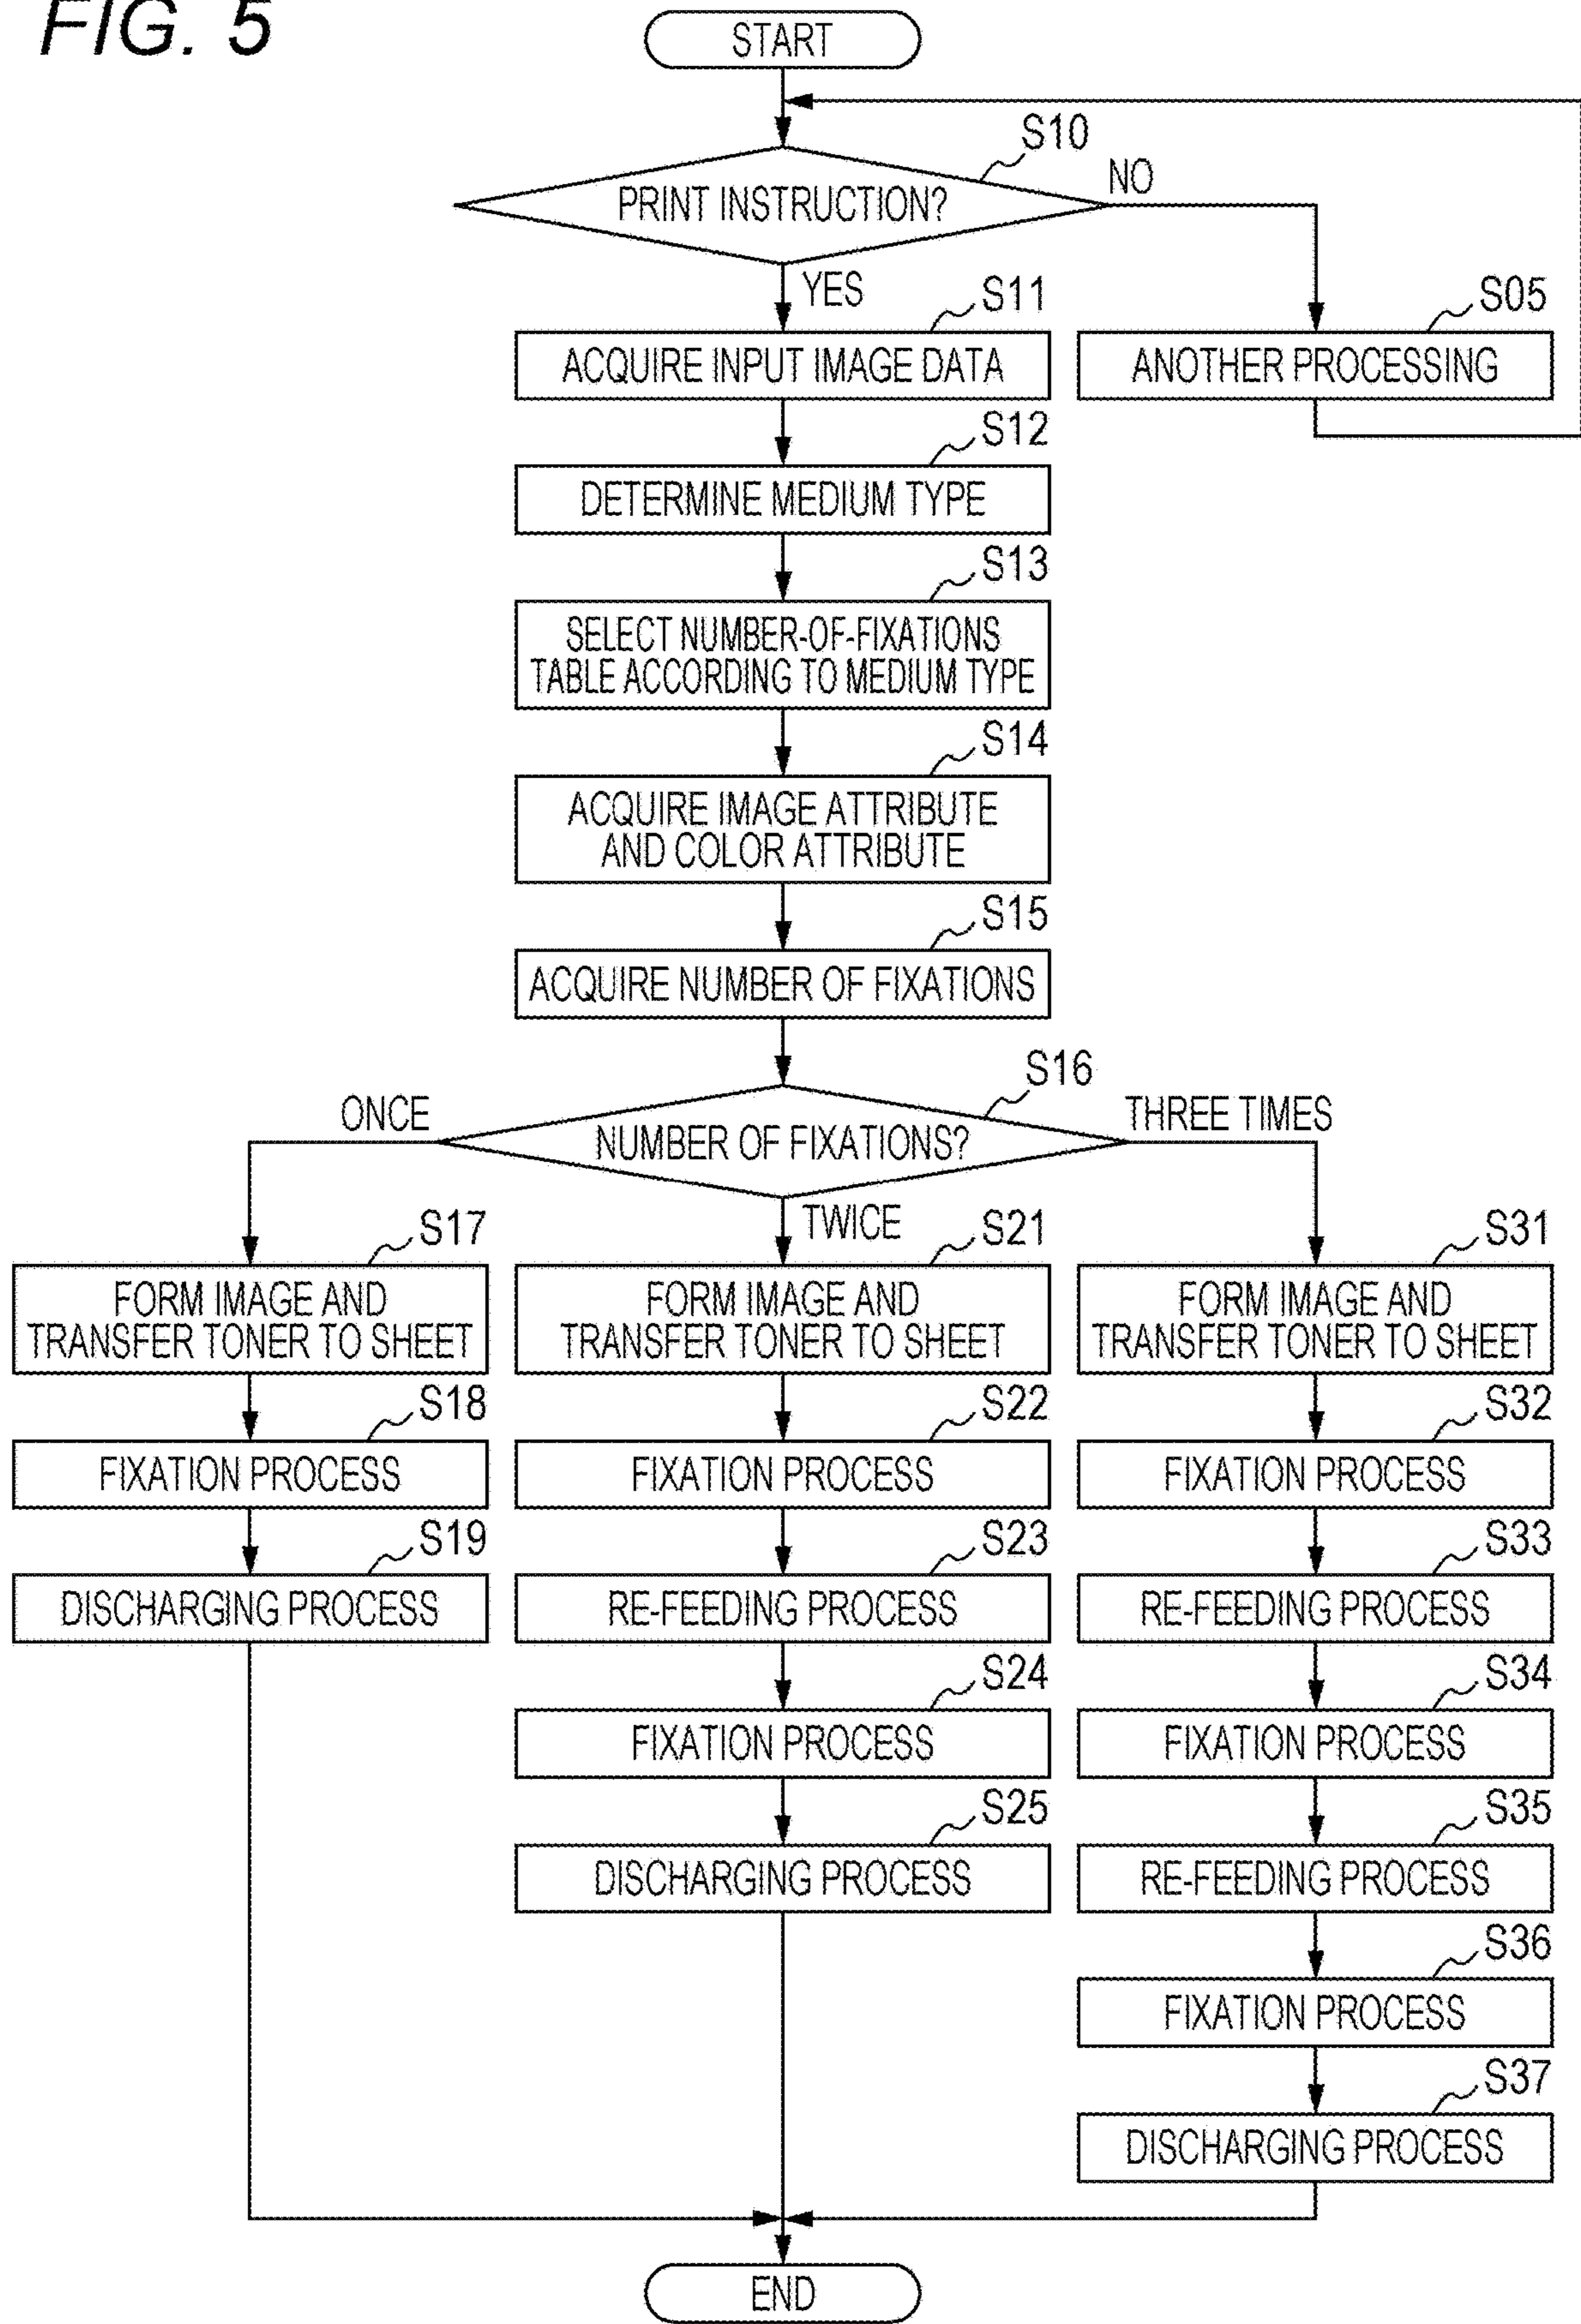 FIG. 5
START
S10
PRINT INSTRUCTION?
NO
YES
S11
ACQUIRE INPUT IMAGE DATA
S05
ANOTHER PROCESSING
S12
DETERMINE MEDIUM TYPE
S13
SELECT NUMBER-OF-FIXATIONS
TABLE ACCORDING TO MEDIUM TYPE
S14
ACQUIRE IMAGE ATTRIBUTE
AND COLOR ATTRIBUTE
S15
ACQUIRE NUMBER OF FIXATIONS
S16
NUMBER OF FIXATIONS?
ONCE
TWICE
THREE TIMES
S17
FORM IMAGE AND
TRANSFER TONER TO SHEET
S18
FIXATION PROCESS
S19
DISCHARGING PROCESS
S21
FORM IMAGE AND
TRANSFER TONER TO SHEET
S22
FIXATION PROCESS
S23
RE-FEEDING PROCESS
S24
FIXATION PROCESS
S25
DISCHARGING PROCESS
S31
FORM IMAGE AND
TRANSFER TONER TO SHEET
S32
FIXATION PROCESS
S33
RE-FEEDING PROCESS
S34
FIXATION PROCESS
S35
RE-FEEDING PROCESS
S36
FIXATION PROCESS
S37
DISCHARGING PROCESS
END